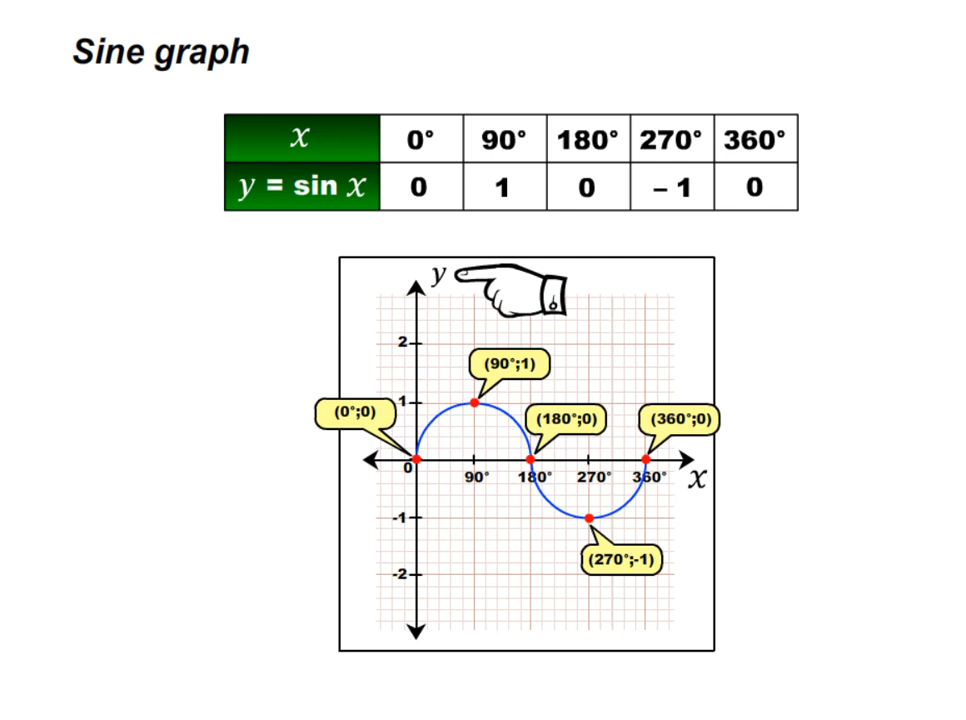 Sine graph
x 0° 90° 180° 270° 360°
y = sin x 0 1 0 – 1 0
y
2
(90°;1)
1
(0°;0)
(180°;0)
(360°;0)
0
90° 180° 270° 360°
x
-1
(270°;-1)
-2